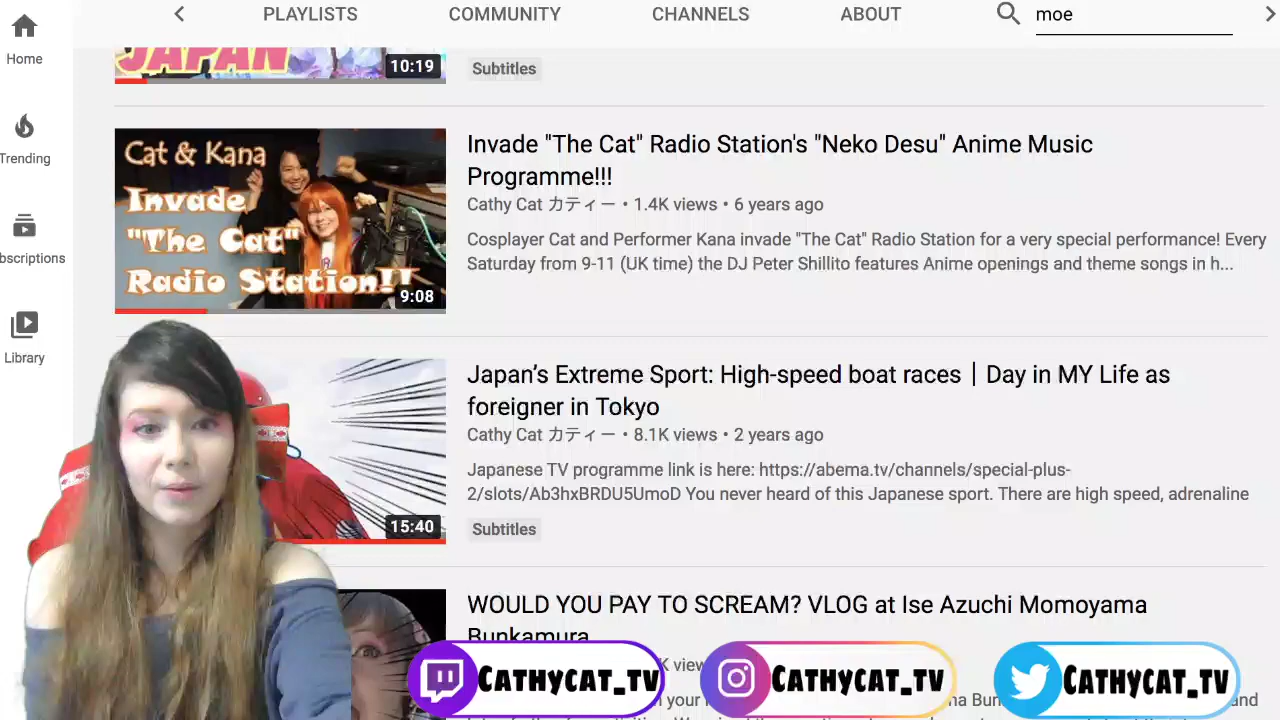 PLAYLISTS
COMMUNITY
CHANNELS
ABOUT
moe
Home
Trending
bscriptions
Library
JAPAN
10:19
Subtitles
Cat & Kana
Invade
"The Cat"
Radio Station!!
9:08
Invade "The Cat" Radio Station's "Neko Desu" Anime Music
Programme!!!
Cathy Cat カティー • 1.4K views • 6 years ago
Cosplayer Cat and Performer Kana invade "The Cat" Radio Station for a very special performance! Every
Saturday from 9-11 (UK time) the DJ Peter Shillito features Anime openings and theme songs in h...
15:40
Japan's Extreme Sport: High-speed boat races｜Day in MY Life as
foreigner in Tokyo
Cathy Cat カティー • 8.1K views • 2 years ago
Japanese TV programme link is here: https://abema.tv/channels/special-plus-
2/slots/Ab3hxBRDU5UmoD You never heard of this Japanese sport. There are high speed, adrenaline
Subtitles
WOULD YOU PAY TO SCREAM? VLOG at Ise Azuchi Momoyama
Bunkamura
Cathycat_tv
Cathycat_tv
Cathycat_tv